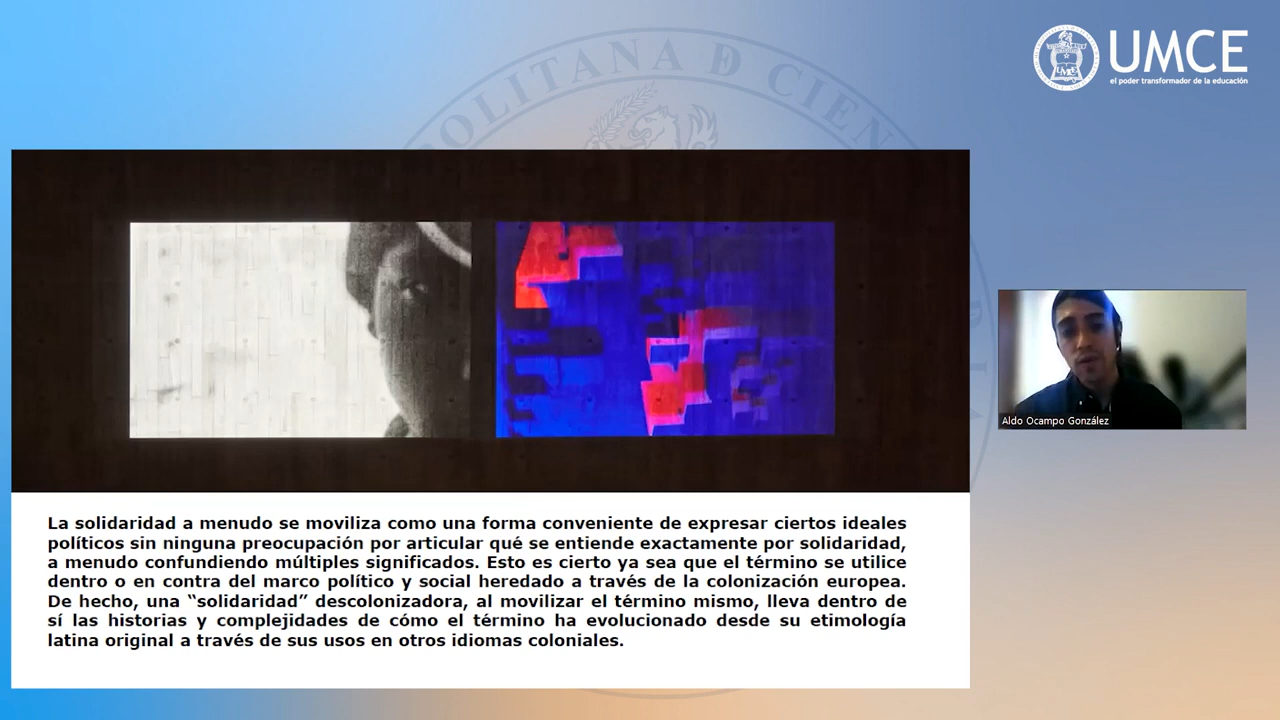 UMCE
el poder transformador de la educación
OLITANA D CIEN
UMCE
Aldo Ocampo González
La solidaridad a menudo se moviliza como una forma conveniente de expresar ciertos ideales
políticos sin ninguna preocupación por articular qué se entiende exactamente por solidaridad,
a menudo confundiendo múltiples significados. Esto es cierto ya sea que el término se utilice
dentro o en contra del marco político y social heredado a través de la colonización europea.
De hecho, una “solidaridad” descolonizadora, al movilizar el término mismo, lleva dentro de
sí las historias y complejidades de cómo el término ha evolucionado desde su etimología
latina original a través de sus usos en otros idiomas coloniales.